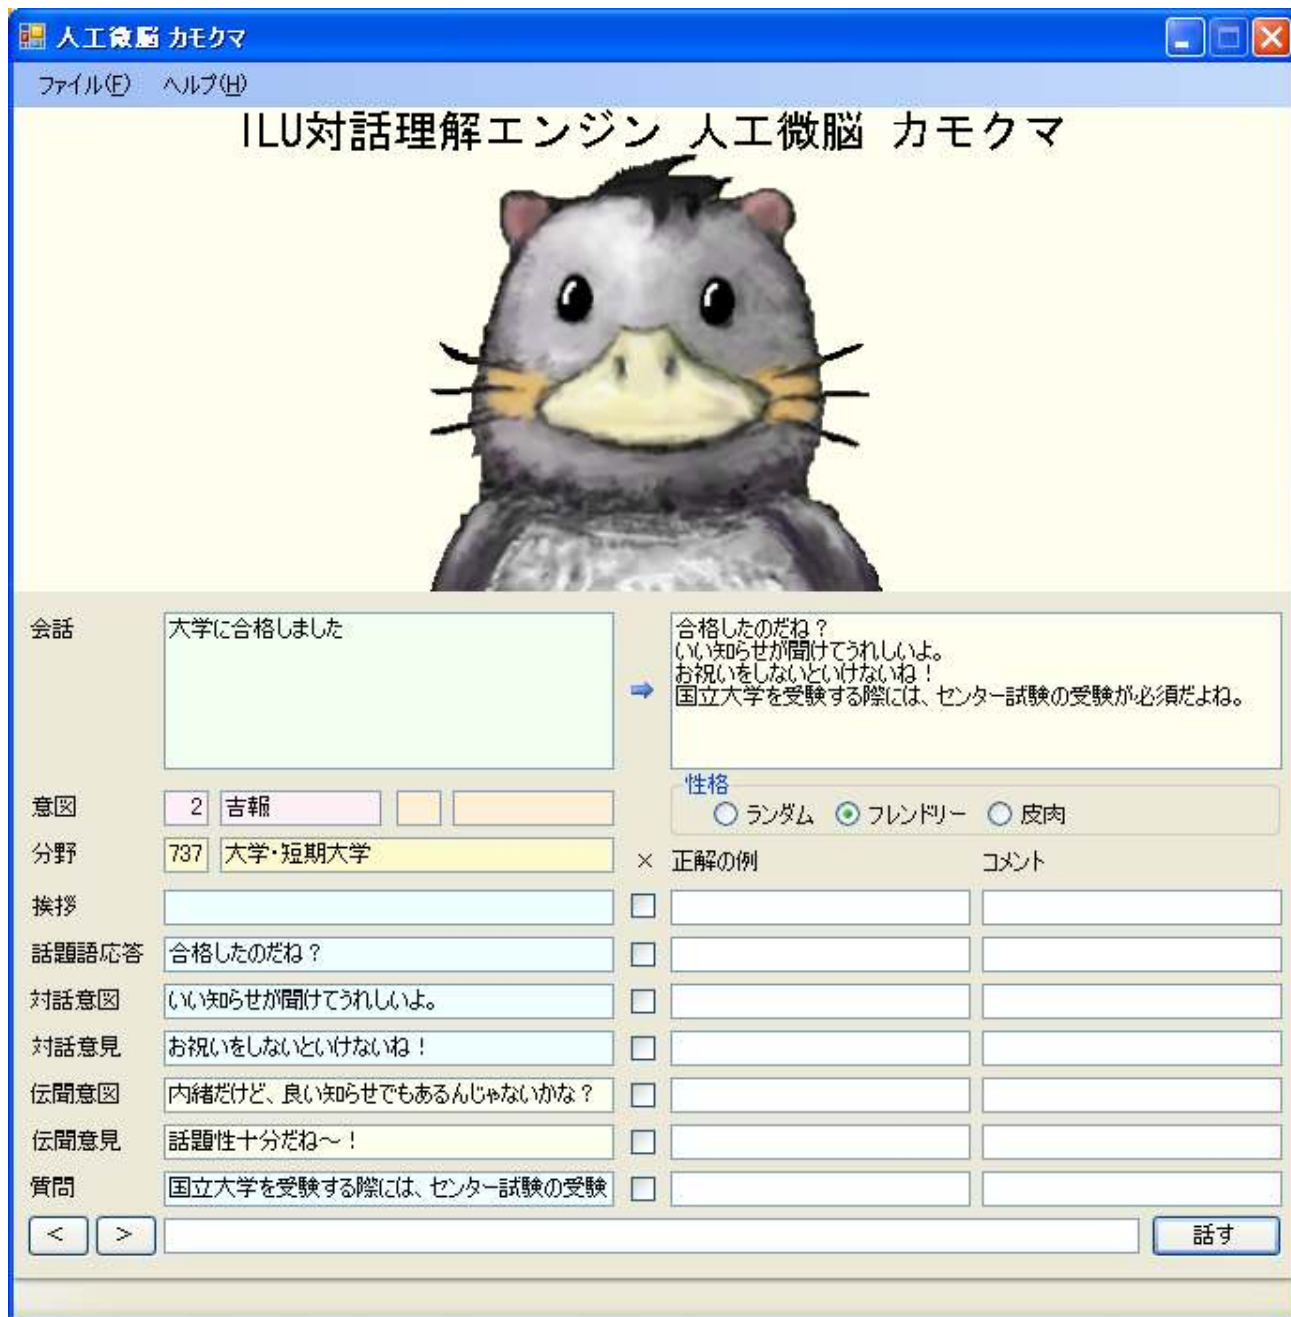 人工微脳 カモクマ
ファイル(F) ヘルプ(H)
ILU対話理解エンジン 人工微脳 カモクマ
会話
大学に合格しました
合格したのだね？
いい知らせが聞けてうれしいよ。
お祝いをしないといけないね！
国立大学を受験する際には、センター試験の受験が必須だよね。
性格
ランダム フレンドリー 皮肉
意図 2 吉報
分野 737 大学・短期大学
× 正解の例 コメント
挨拶
話題語応答 合格したのだね？
対話意図 いい知らせが聞けてうれしいよ。
対話意見 お祝いをしないといけないね！
伝聞意図 内緒だけど、良い知らせでもあるんじゃないかな？
伝聞意見 話題性十分だね～！
質問 国立大学を受験する際には、センター試験の受験
< > 話す